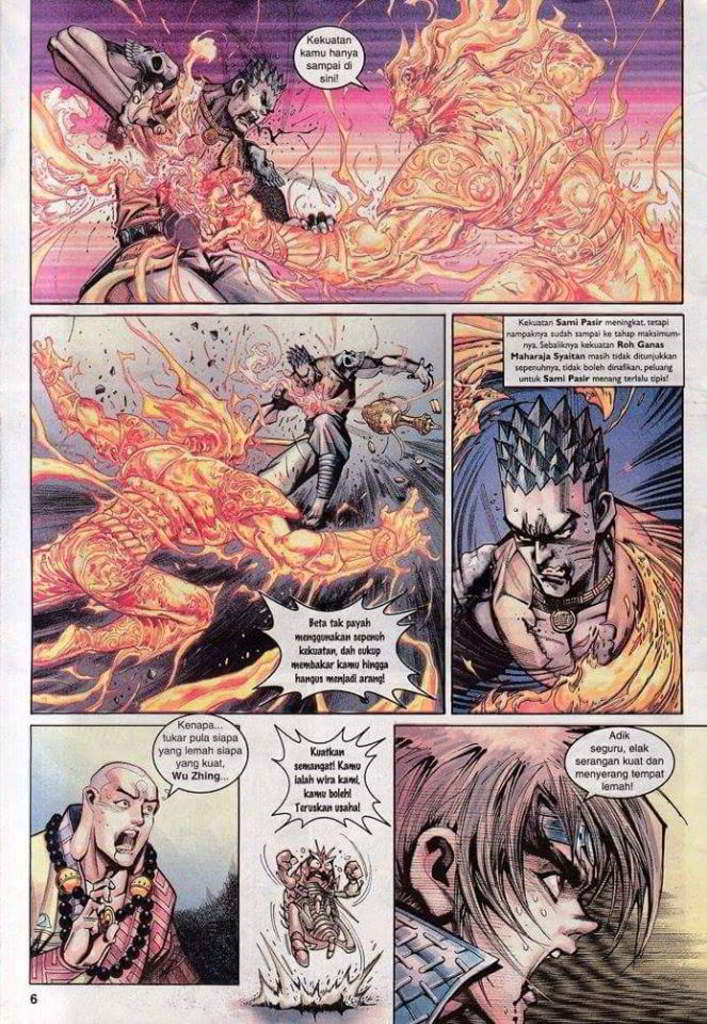 Kekuatan
kamu hanya
sampai di
sini!
Kekuatan Sami Pasir meningkat, tetapi
nampaknya sudah sampai ke tahap maksimum-
nya. Sebaliknya kekuatan Roh Ganas
Maharaja Syaitan masih tidak ditunjukkan
sepenuhnya, tidak boleh dinafikan, peluang
untuk Sami Pasir menang terlalu tipis!
Beta tak payah
menggunakan sepenuh
kekuatan, dah cukup
membakar kamu hingga
hangus menjadi arang!
Kenapa...
tukar pula siapa
yang lemah siapa
yang kuat,
Wu Zhing...
Kuatkan
semangat! Kamu
ialah wira kami,
kamu boleh!
Teruskan usaha!
Adik
seguru, elak
serangan kuat dan
menyerang tempat
lemah!
6